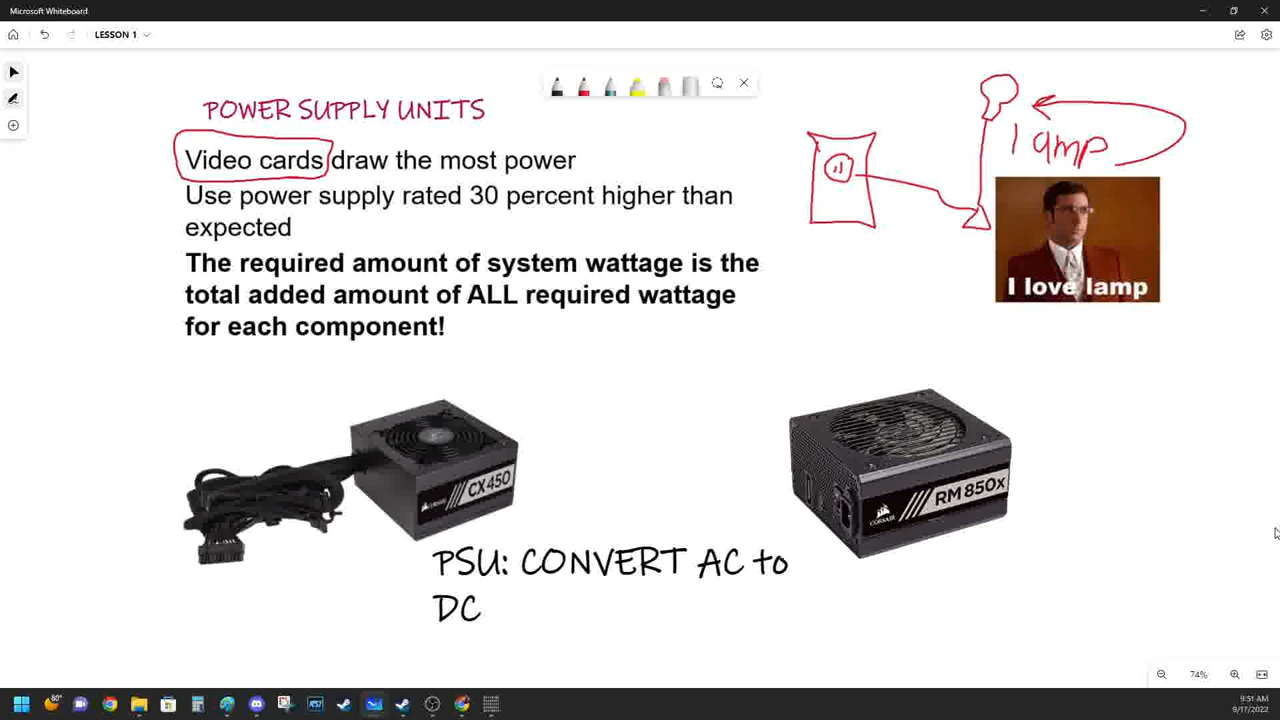 Microsoft Whiteboard
LESSON 1
POWER SUPPLY UNITS
Video cards draw the most power
Use power supply rated 30 percent higher than
expected
The required amount of system wattage is the
total added amount of ALL required wattage
for each component!
1 amp
I love lamp
CX450
CORSAIR
RM 850x
PSU: CONVERT AC to
DC
74%
80°
9:51 AM
9/17/2022